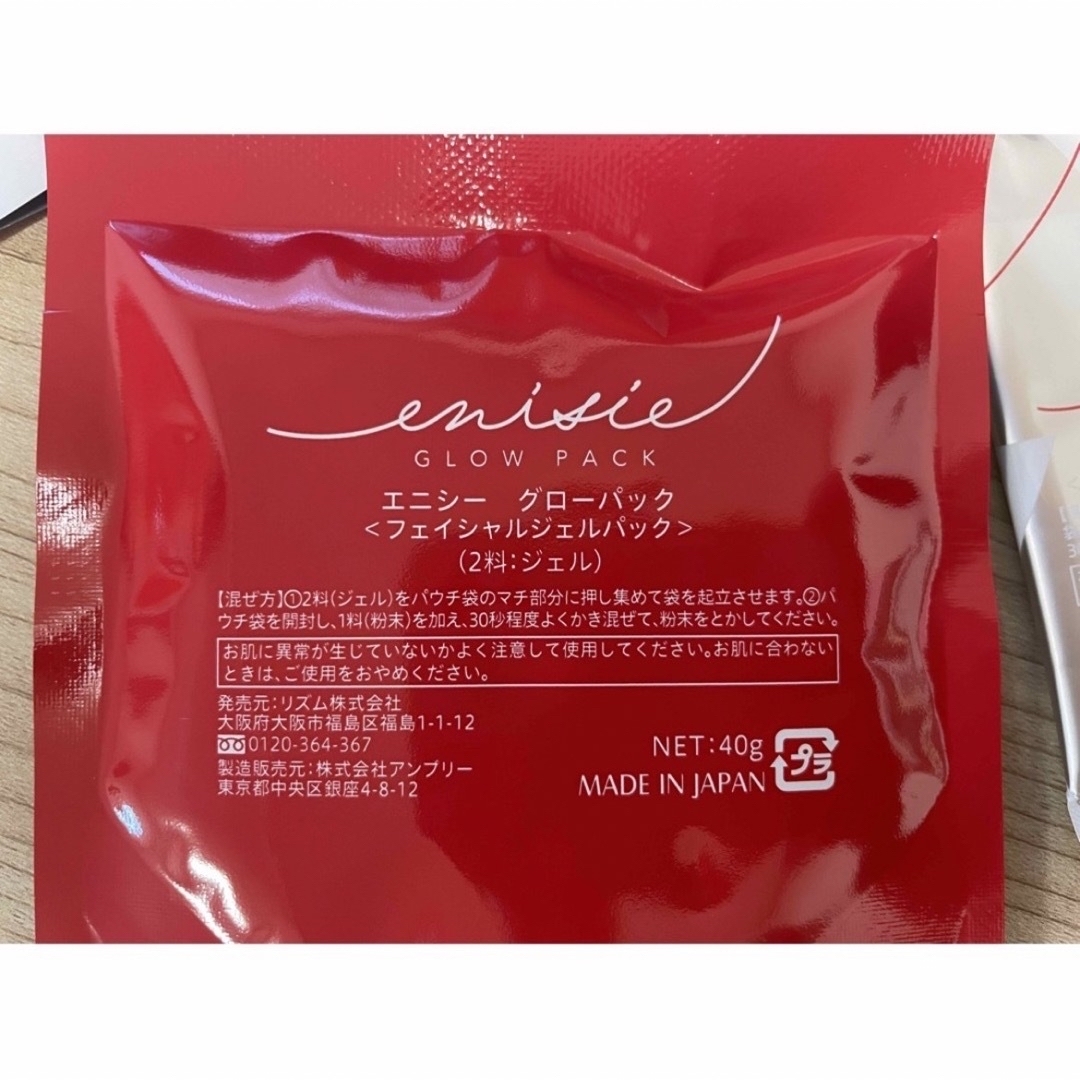 enisie
GLOW PACK
エニシー　グローパック
<フェイシャルジェルパック>
(2料:ジェル)
【混ぜ方】①2料(ジェル)をパウチ袋のマチ部分に押し集めて袋を起立させます。②パ
ウチ袋を開封し、1料(粉末)を加え、30秒程度よくかき混ぜて、粉末をとかしてください。
お肌に異常が生じていないかよく注意して使用してください。お肌に合わない
ときは、ご使用をおやめください。
発売元:リズム株式会社
大阪府大阪市福島区福島1-1-12
0120-364-367
製造販売元:株式会社アンプリー
東京都中央区銀座4-8-12
NET:40g
MADE IN JAPAN
プラ